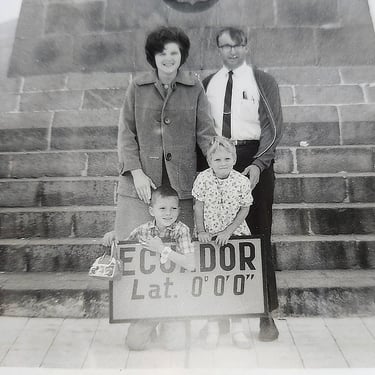 ECUADOR
Lat. 0° 0' 0"